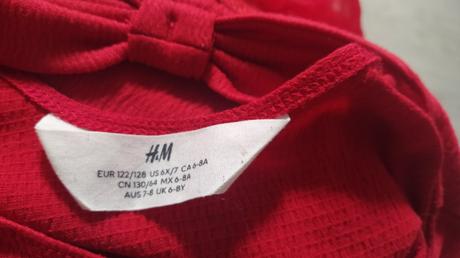 H&M
EUR 122/128 US 6X/7 CA 6-8A
CN 130/64 MX 6-8A
AUS 7-8 UK 6-8Y